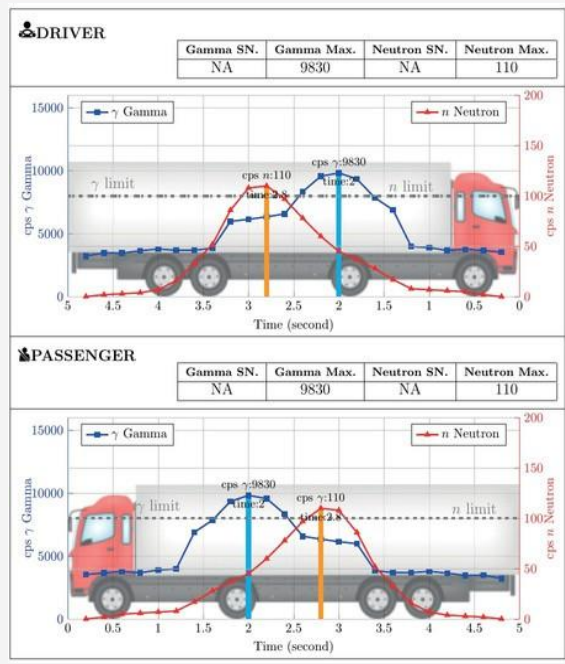 DRIVER
Gamma SN. Gamma Max. Neutron SN. Neutron Max.
NA 9830 NA 110
γ Gamma
n Neutron
15000
10000
5000
0
cps γ Gamma
200
150
100
50
0
cps n Neutron
cps γ:9830
time:2
cps n:110
time:2.8
γ limit
n limit
5 4.5 4 3.5 3 2.5 2 1.5 1 0.5 0
Time (second)
PASSENGER
Gamma SN. Gamma Max. Neutron SN. Neutron Max.
NA 9830 NA 110
γ Gamma
n Neutron
15000
10000
5000
0
cps γ Gamma
200
150
100
50
0
cps n Neutron
cps γ:9830
time:2
cps γ:110
time:2.8
γ limit
n limit
0 0.5 1 1.5 2 2.5 3 3.5 4 4.5 5
Time (second)